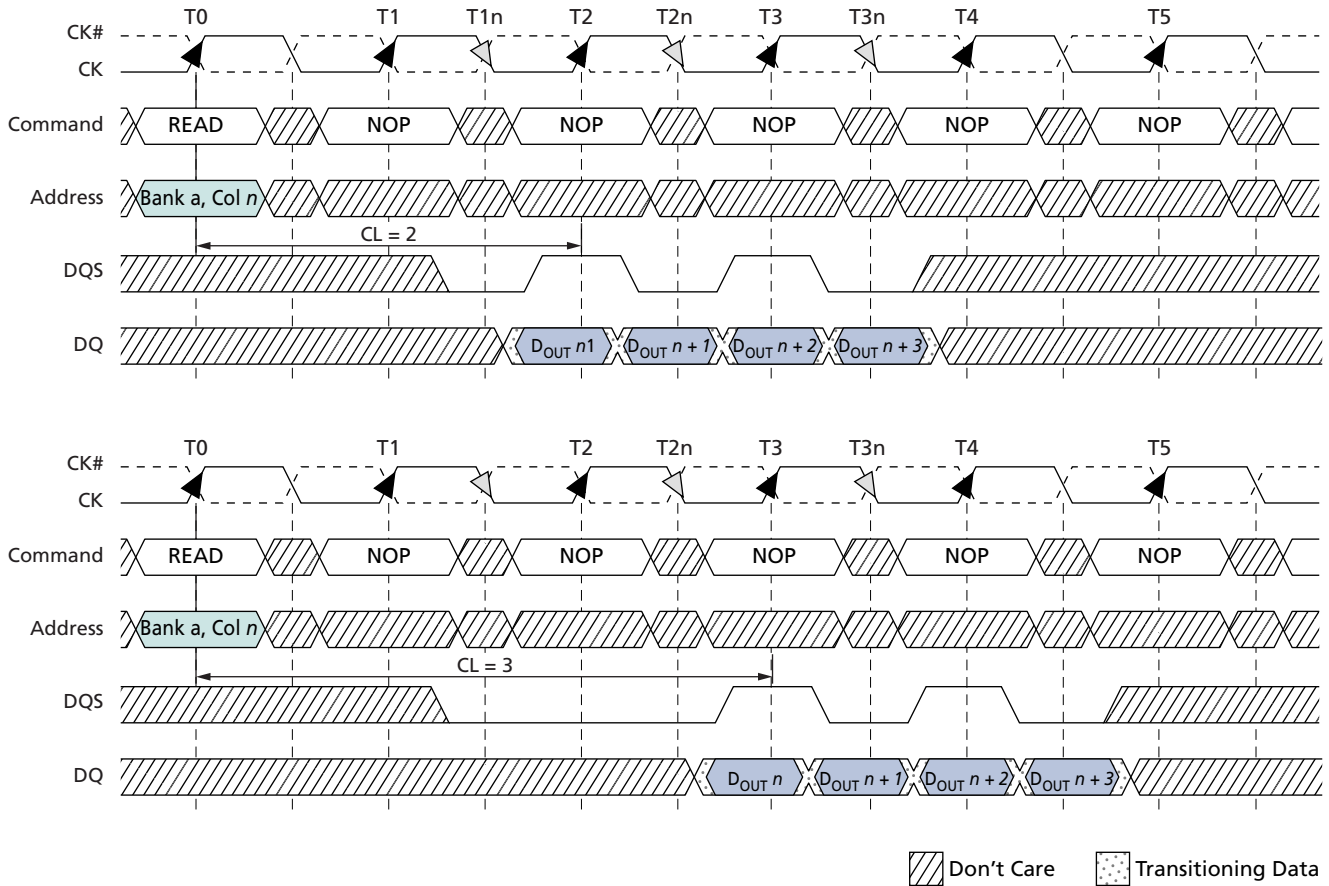 T0 T1 T1n T2 T2n T3 T3n T4 T5
CK#
CK
Command READ NOP NOP NOP NOP NOP
Address Bank a, Col n
CL = 2
DQS
DQ DOUT n1 DOUT n + 1 DOUT n + 2 DOUT n + 3
T0 T1 T2 T2n T3 T3n T4 T5
CK#
CK
Command READ NOP NOP NOP NOP NOP
Address Bank a, Col n
CL = 3
DQS
DQ DOUT n DOUT n + 1 DOUT n + 2 DOUT n + 3
Don't Care Transitioning Data